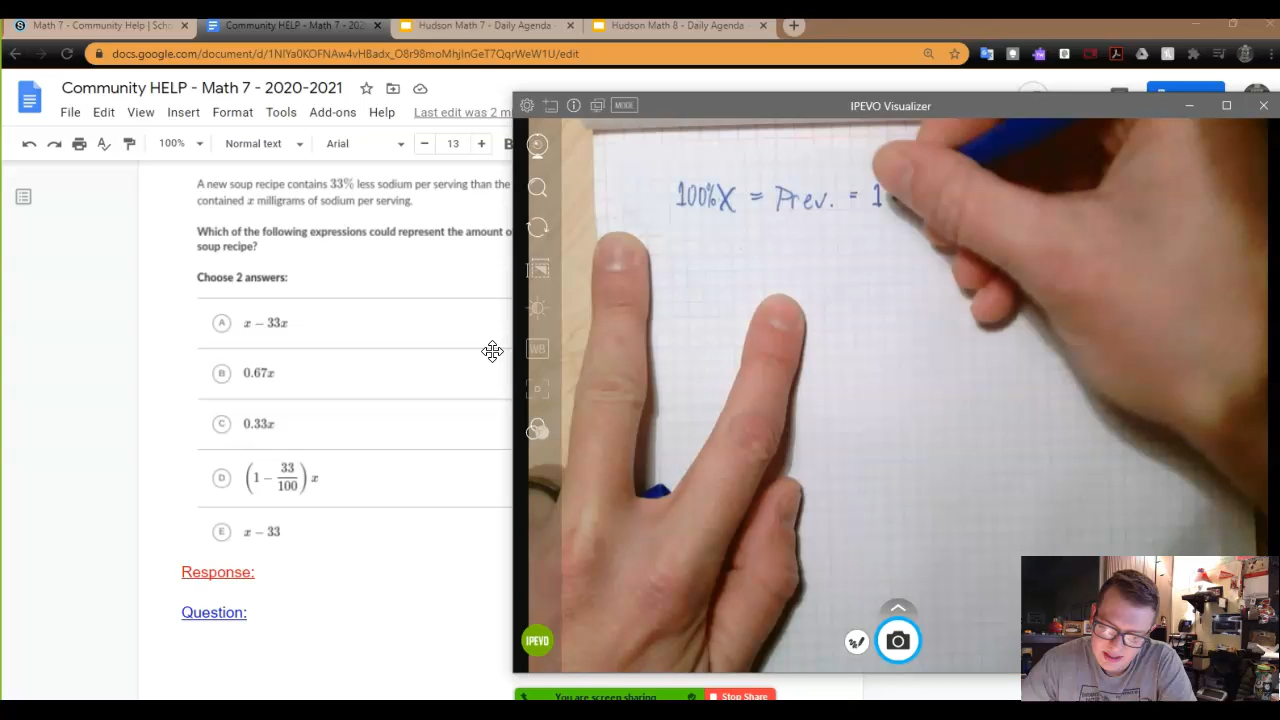 Math 7 - Community Help | Scho
Community HELP - Math 7 - 202
Hudson Math 7 - Daily Agenda
Hudson Math 8 - Daily Agenda
Community HELP - Math 7 - 2020-2021
File Edit View Insert Format Tools Add-ons Help Last edit was 2 m
100% Normal text Arial 13 B
A new soup recipe contains 33% less sodium per serving than the
contained x milligrams of sodium per serving.
Which of the following expressions could represent the amount o
soup recipe?
Choose 2 answers:
A x − 33x
B 0.67x
C 0.33x
D (1 − 33/100) x
E x − 33
Response:
Question:
MODE IPEVO Visualizer
100%X = Prev. = 1
WB
IPEVO
You are screen sharing Stop Share